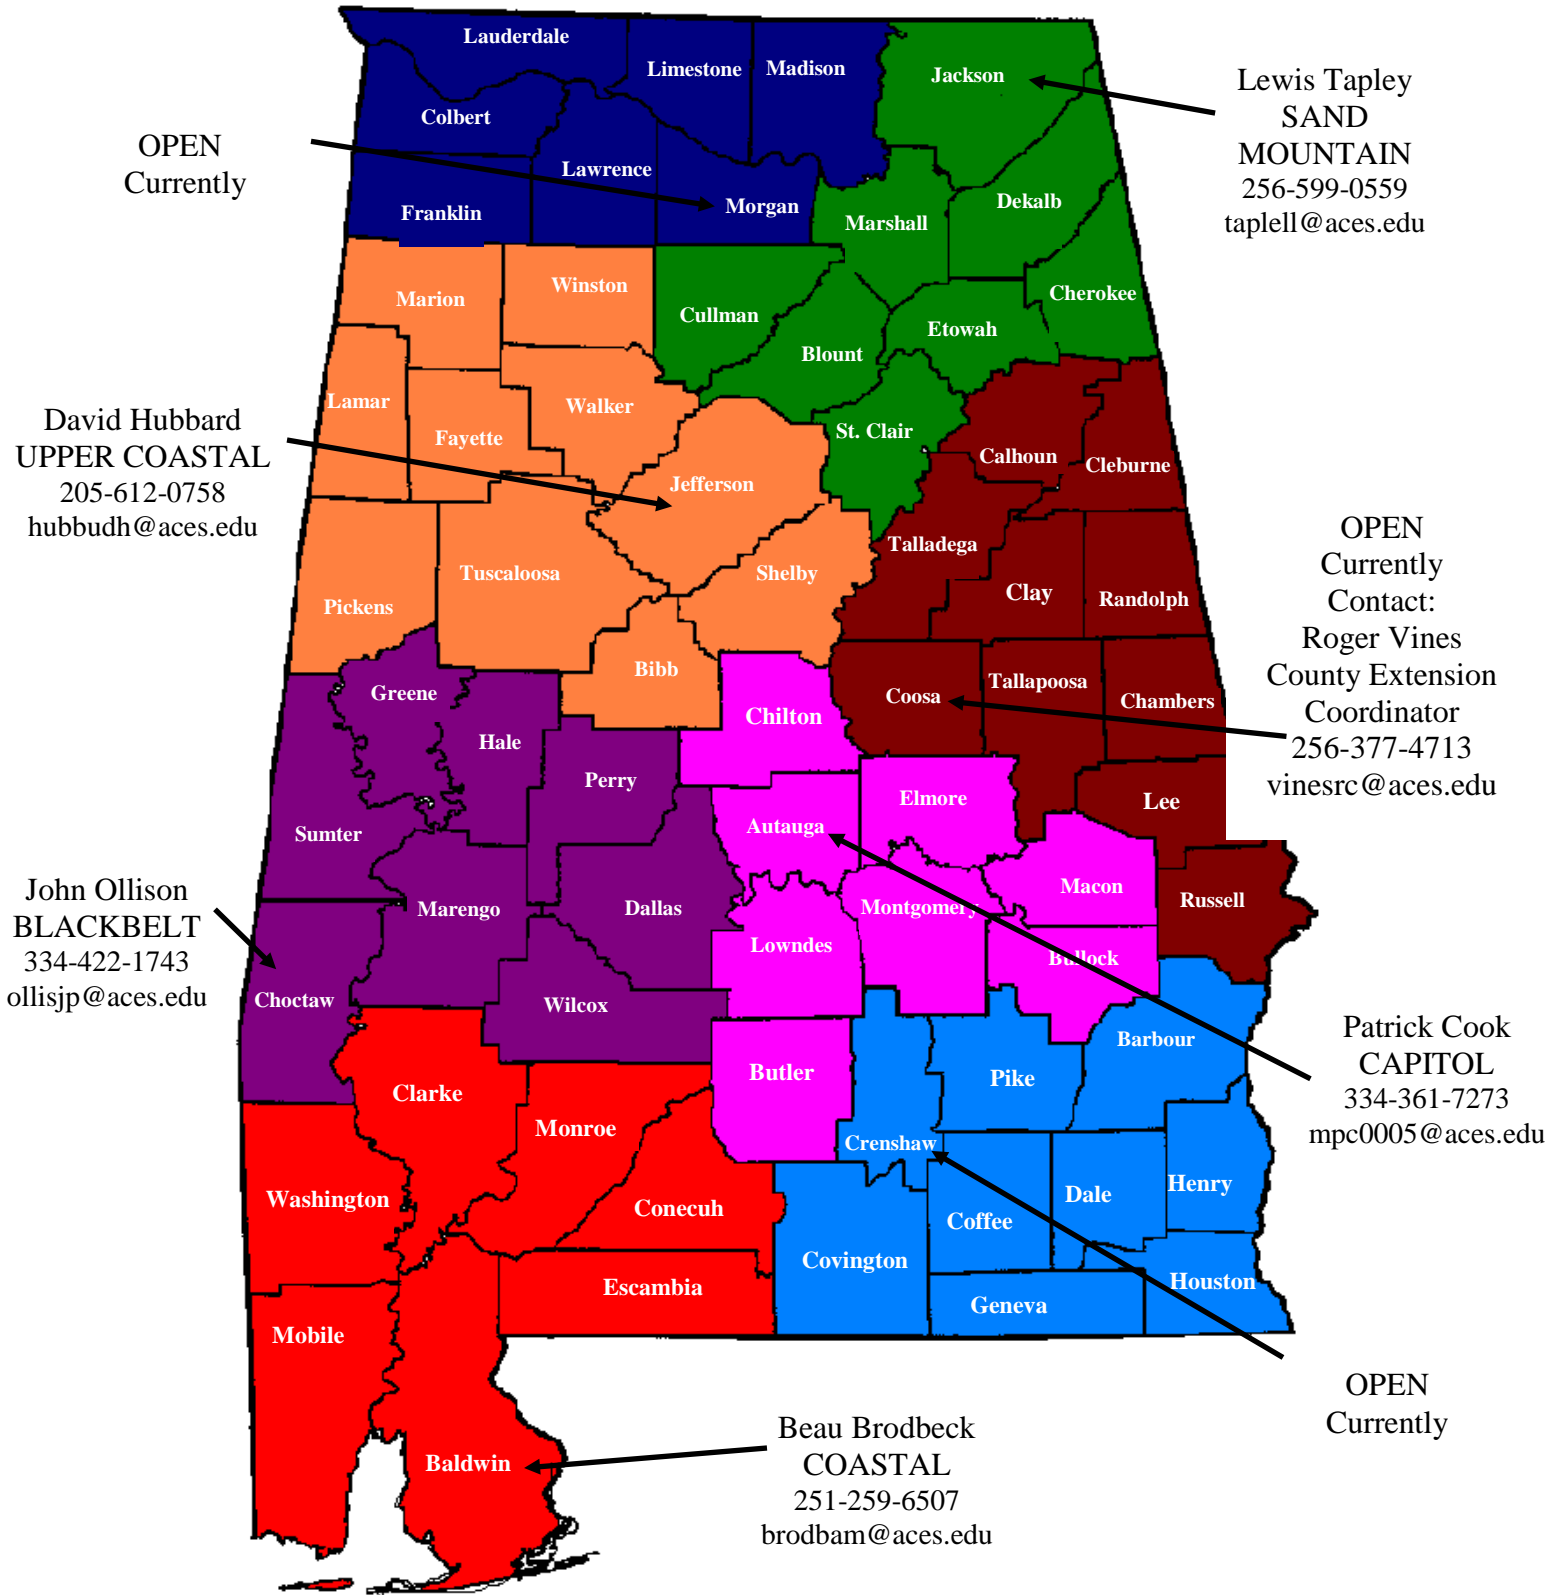 Lauderdale
Limestone
Madison
Jackson
Colbert
Lawrence
Franklin
Morgan
Marshall
Dekalb
Cherokee
OPEN
Currently
Lewis Tapley
SAND
MOUNTAIN
256-599-0559
taplell@aces.edu
Marion
Winston
Cullman
Blount
Etowah
Lamar
Fayette
Walker
St. Clair
Jefferson
Calhoun
Cleburne
David Hubbard
UPPER COASTAL
205-612-0758
hubbudh@aces.edu
Pickens
Tuscaloosa
Shelby
Bibb
Talladega
Clay
Randolph
Coosa
Tallapoosa
Chambers
Lee
Russell
OPEN
Currently
Contact:
Roger Vines
County Extension
Coordinator
256-377-4713
vinesrc@aces.edu
Greene
Hale
Perry
Sumter
Marengo
Dallas
Choctaw
Wilcox
John Ollison
BLACKBELT
334-422-1743
ollisjp@aces.edu
Chilton
Autauga
Elmore
Macon
Montgomery
Lowndes
Bullock
Butler
Patrick Cook
CAPITOL
334-361-7273
mpc0005@aces.edu
Barbour
Pike
Crenshaw
Henry
Dale
Coffee
Covington
Geneva
Houston
OPEN
Currently
Clarke
Monroe
Washington
Conecuh
Escambia
Mobile
Baldwin
Beau Brodbeck
COASTAL
251-259-6507
brodbam@aces.edu